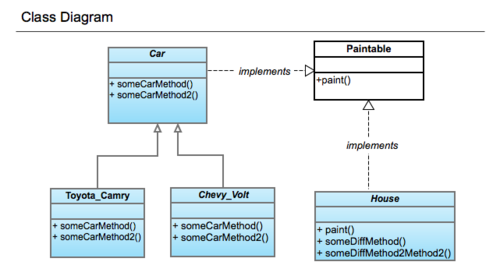 Class Diagram
Car
+ someCarMethod()
+ someCarMethod2()
implements
Paintable
+paint()
implements
Toyota_Camry
+ someCarMethod()
+ someCarMethod2()
Chevy_Volt
+ someCarMethod()
+ someCarMethod2()
House
+ paint()
+ someDiffMethod()
+ someDiffMethod2Method2()